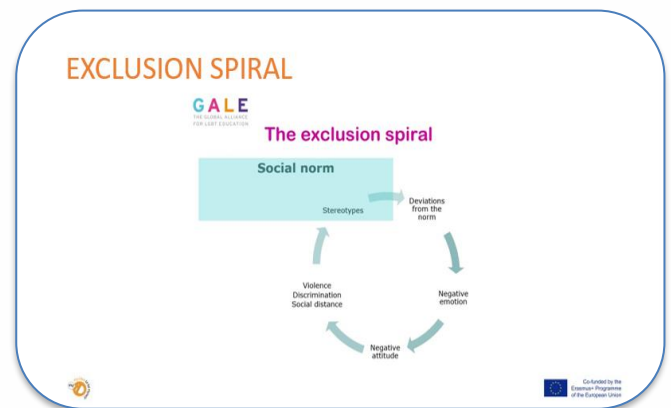 EXCLUSION SPIRAL
GALE
THE GLOBAL ALLIANCE
FOR LGBT EDUCATION
The exclusion spiral
Social norm
Stereotypes
Deviations
from the
norm
Negative
emotion
Negative
attitude
Violence
Discrimination
Social distance
Co-funded by the
Erasmus+ Programme
of the European Union